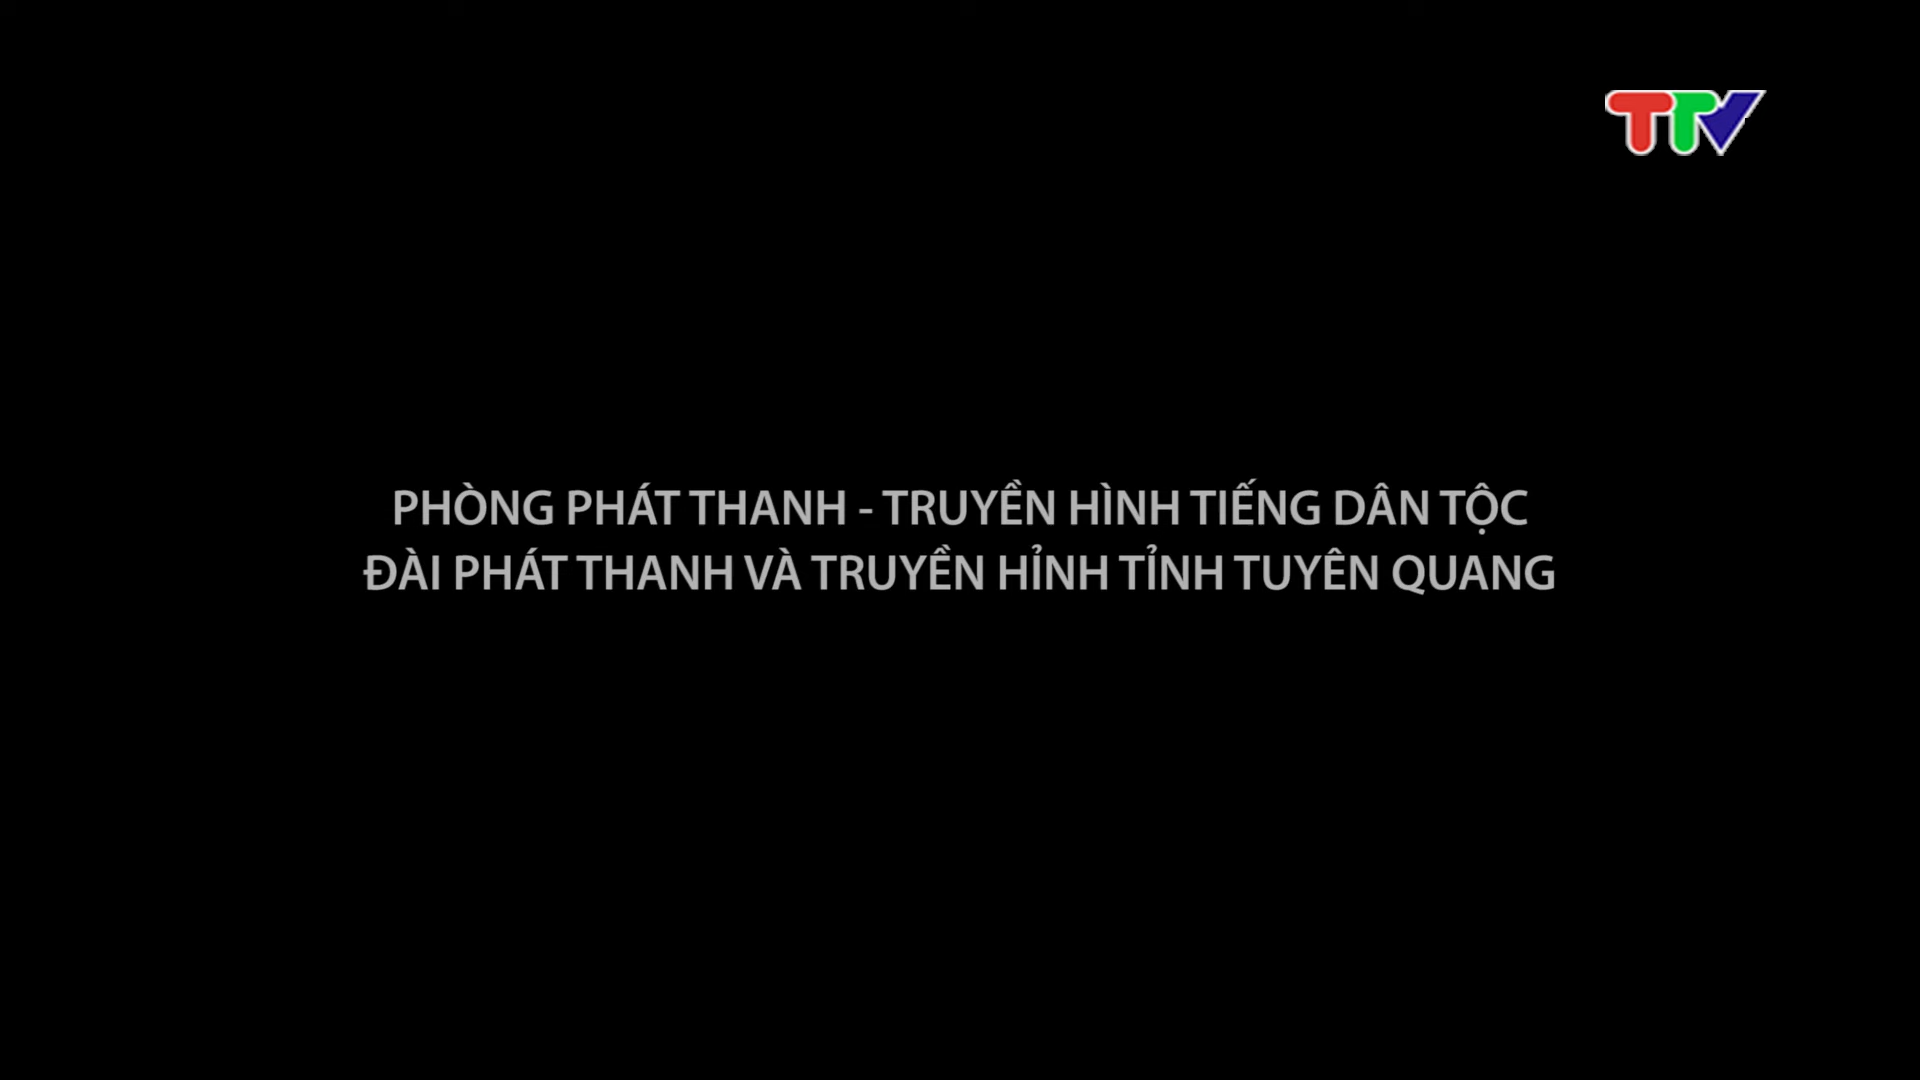 TTV
PHÒNG PHÁT THANH - TRUYỀN HÌNH TIẾNG DÂN TỘC
ĐÀI PHÁT THANH VÀ TRUYỀN HỈNH TỈNH TUYÊN QUANG